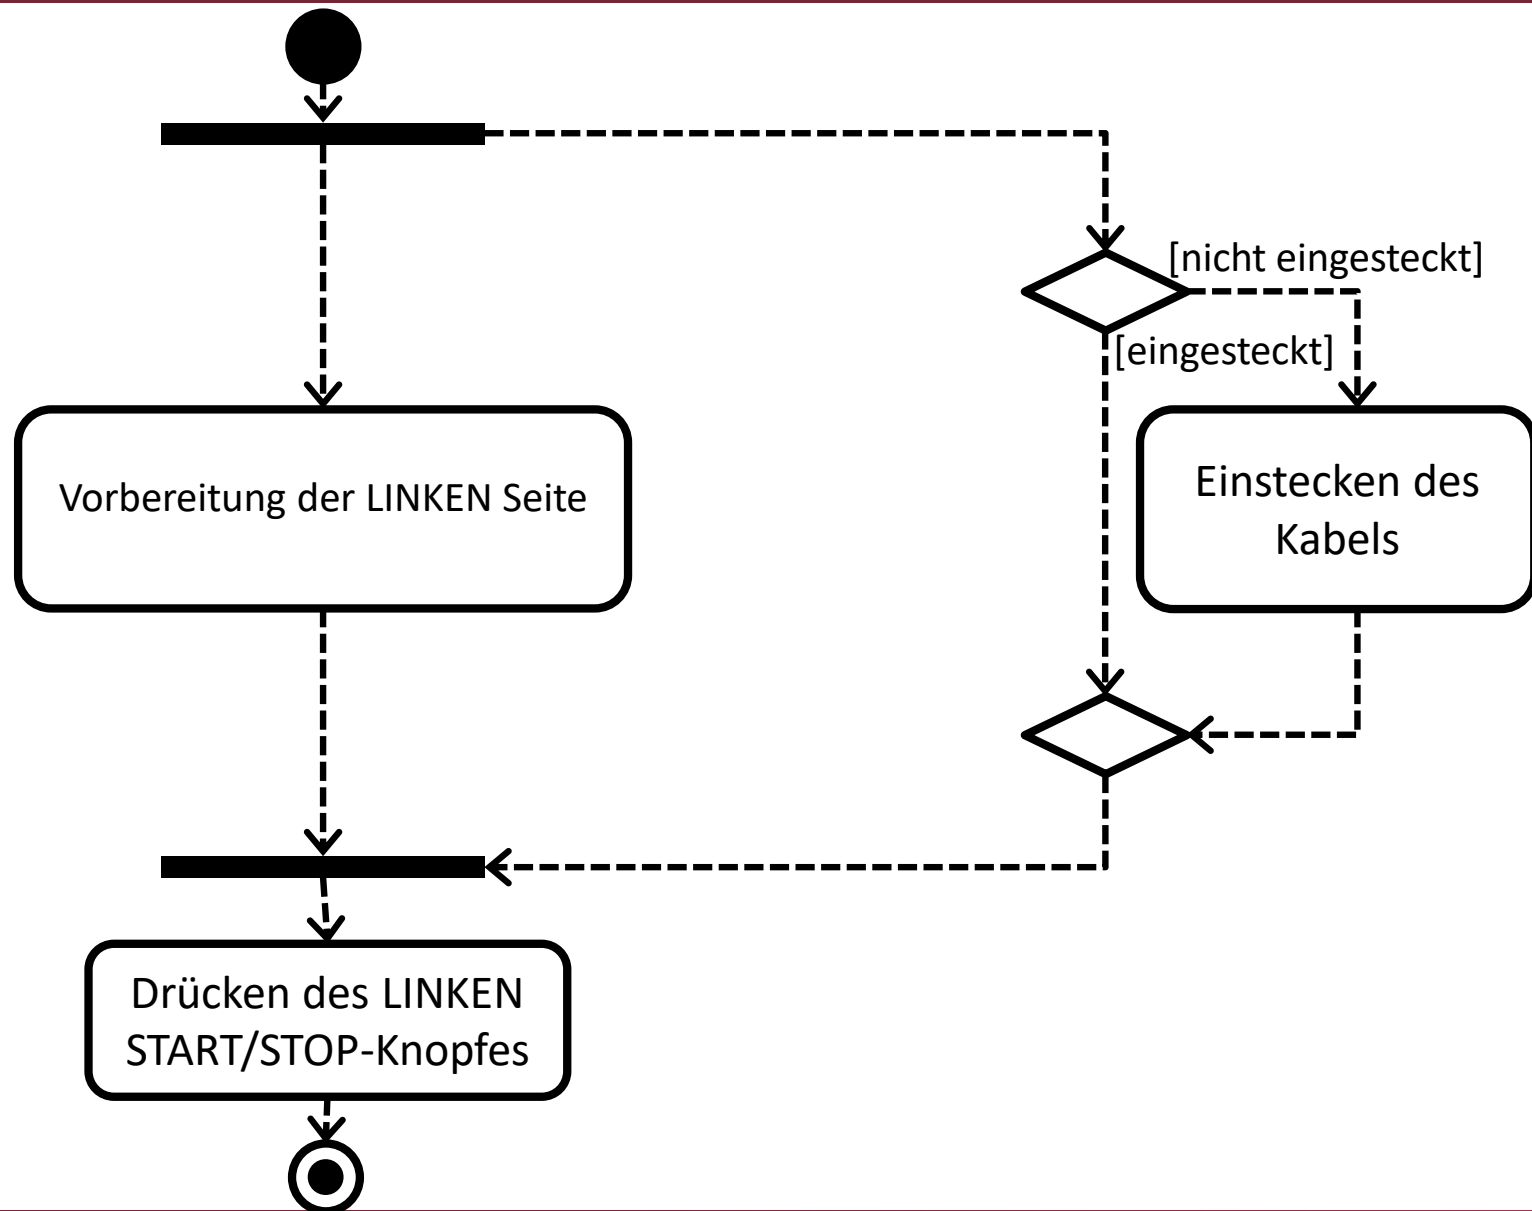 [nicht eingesteckt]
[eingesteckt]
Vorbereitung der LINKEN Seite
Einstecken des
Kabels
Drücken des LINKEN
START/STOP-Knopfes